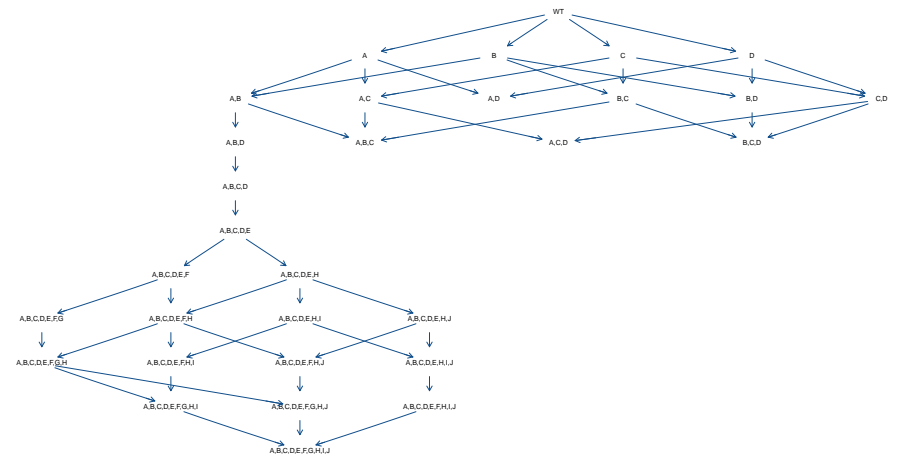 WT
A
B
C
D
A,B
A,C
A,D
B,C
B,D
C,D
A,B,D
A,B,C
A,C,D
B,C,D
A,B,C,D
A,B,C,D,E
A,B,C,D,E,F
A,B,C,D,E,H
A,B,C,D,E,F,G
A,B,C,D,E,F,H
A,B,C,D,E,H,I
A,B,C,D,E,H,J
A,B,C,D,E,F,G,H
A,B,C,D,E,F,H,I
A,B,C,D,E,F,H,J
A,B,C,D,E,H,I,J
A,B,C,D,E,F,G,H,I
A,B,C,D,E,F,G,H,J
A,B,C,D,E,F,H,I,J
A,B,C,D,E,F,G,H,I,J